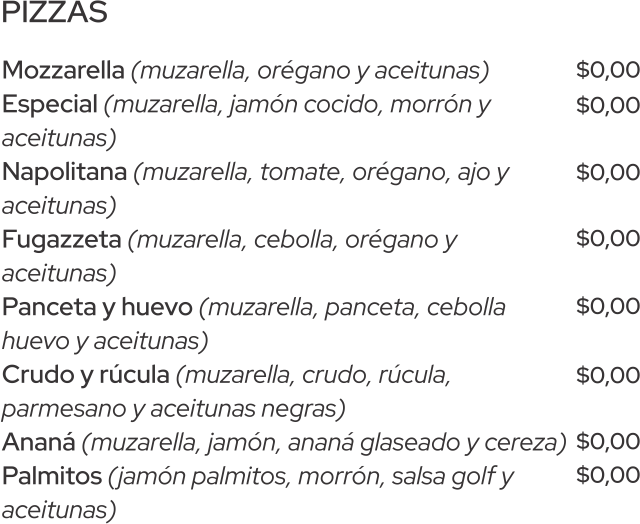 PIZZAS
Mozzarella (muzarella, orégano y aceitunas) $0,00
Especial (muzarella, jamón cocido, morrón y $0,00
aceitunas)
Napolitana (muzarella, tomate, orégano, ajo y $0,00
aceitunas)
Fugazzeta (muzarella, cebolla, orégano y $0,00
aceitunas)
Panceta y huevo (muzarella, panceta, cebolla $0,00
huevo y aceitunas)
Crudo y rúcula (muzarella, crudo, rúcula, $0,00
parmesano y aceitunas negras)
Ananá (muzarella, jamón, ananá glaseado y cereza) $0,00
Palmitos (jamón palmitos, morrón, salsa golf y $0,00
aceitunas)